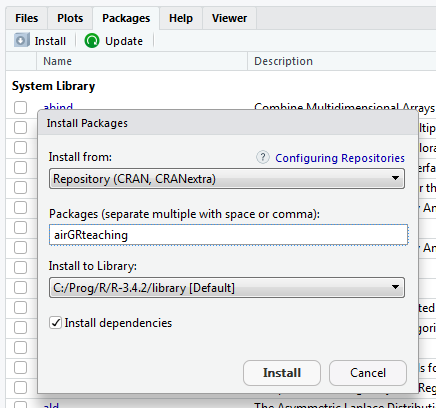 Files Plots Packages Help Viewer
Install Update
Name Description
System Library
abind Combine Multidimensional Arrays
Install Packages
Install from: ? Configuring Repositories
Repository (CRAN, CRANextra)
Packages (separate multiple with space or comma):
airGRteaching
Install to Library:
C:/Prog/R/R-3.4.2/library [Default]
Install dependencies
Install Cancel
ald The Asymmetric Laplace Distribution